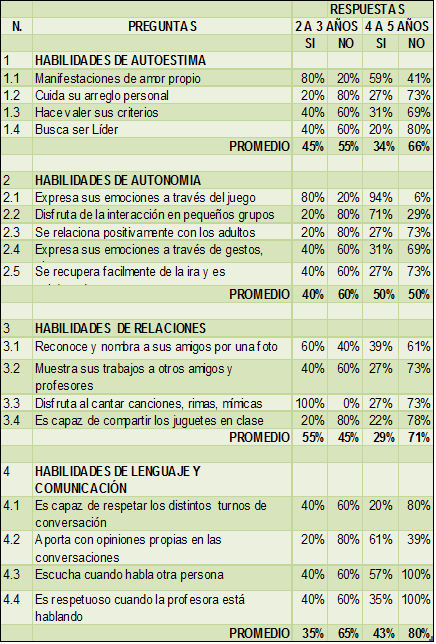 RESPUESTAS
N. PREGUNTAS 2 A 3 AÑOS 4 A 5 AÑOS
SI NO SI NO
1 HABILIDADES DE AUTOESTIMA
1.1 Manifestaciones de amor propio 80% 20% 59% 41%
1.2 Cuida su arreglo personal 20% 80% 27% 73%
1.3 Hace valer sus criterios 40% 60% 31% 69%
1.4 Busca ser Líder 40% 60% 20% 80%
PROMEDIO 45% 55% 34% 66%
2 HABILIDADES DE AUTONOMIA
2.1 Expresa sus emociones a través del juego 80% 20% 94% 6%
2.2 Disfruta de la interacción en pequeños grupos 20% 80% 71% 29%
2.3 Se relaciona positivamente con los adultos 20% 80% 27% 73%
2.4 Expresa sus emociones a través de gestos, 40% 60% 31% 69%
2.5 Se recupera facilmente de la ira y es 40% 60% 27% 73%
PROMEDIO 40% 60% 50% 50%
3 HABILIDADES DE RELACIONES
3.1 Reconoce y nombra a sus amigos por una foto 60% 40% 39% 61%
3.2 Muestra sus trabajos a otros amigos y 40% 60% 27% 73%
profesores
3.3 Disfruta al cantar canciones, rimas, mímicas 100% 0% 27% 73%
3.4 Es capaz de compartir los juguetes en clase 20% 80% 22% 78%
PROMEDIO 55% 45% 29% 71%
4 HABILIDADES DE LENGUAJE Y
COMUNICACIÓN
4.1 Es capaz de respetar los distintos turnos de 40% 60% 20% 80%
conversación
4.2 Aporta con opiniones propias en las 20% 80% 61% 39%
conversaciones
4.3 Escucha cuando habla otra persona 40% 60% 57% 100%
4.4 Es respetuoso cuando la profesora está 40% 60% 35% 100%
hablando
PROMEDIO 35% 65% 43% 80%